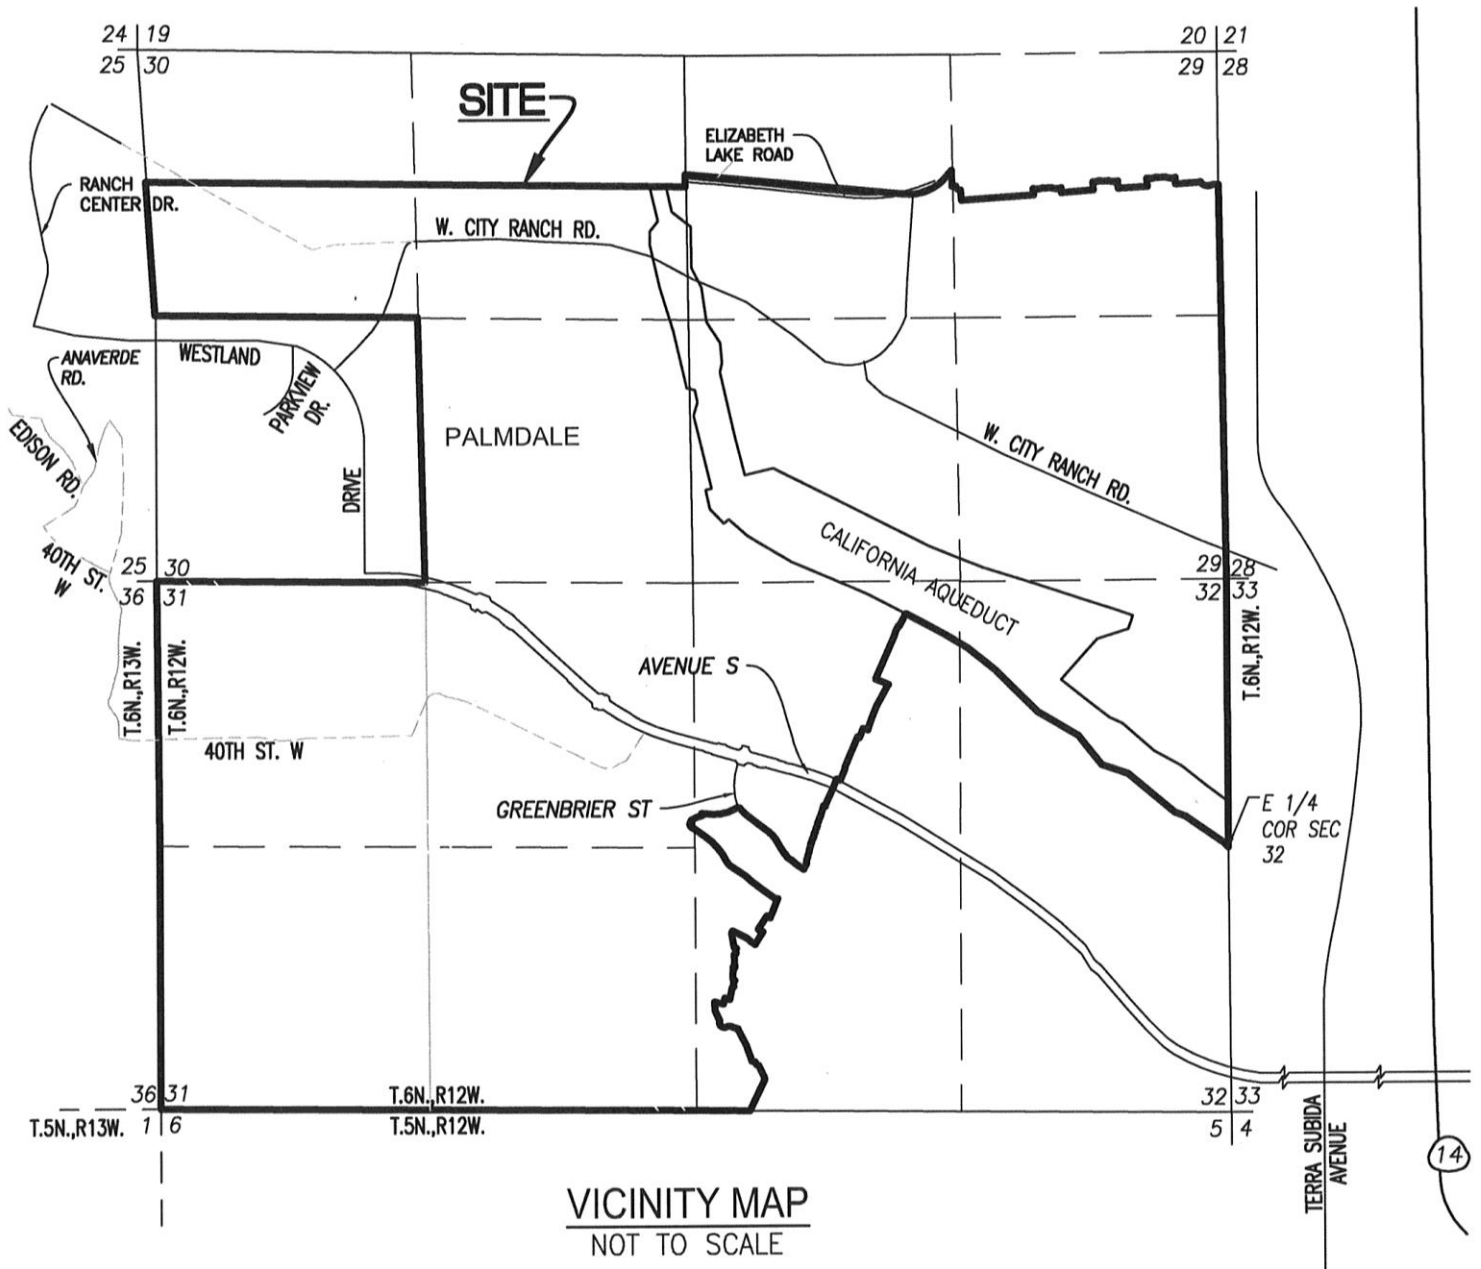 24 19
25 30
20 21
29 28
SITE
ELIZABETH
LAKE ROAD
RANCH
CENTER DR.
W. CITY RANCH RD.
ANAVERDE
RD.
WESTLAND
PARKVIEW
DR.
EDISON RD.
PALMDALE
DRIVE
W. CITY RANCH RD.
CALIFORNIA AQUEDUCT
40TH ST.
W
25 30
36 31
29 28
32 33
T.6N.,R13W.
T.6N.,R12W.
T.6N.,R12W.
AVENUE S
40TH ST. W
GREENBRIER ST
E 1/4
COR SEC
32
36 31
T.6N.,R12W.
32 33
T.5N.,R13W.
1 6
T.5N.,R12W.
5 4
TERRA SUBIDA
AVENUE
14
VICINITY MAP
NOT TO SCALE